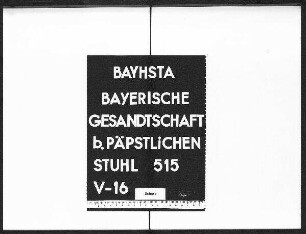 BAYHSTA
BAYERISCHE
GESANDTSCHAFT
b. PÄPSTLICHEN
STUHL 515
V-16